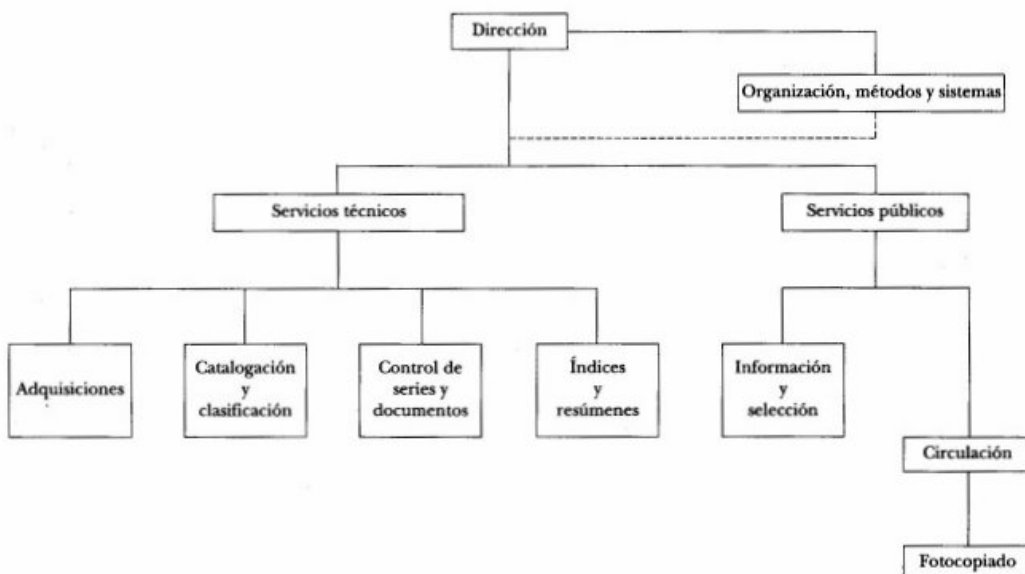 Dirección
Organización, métodos y sistemas
Servicios técnicos
Servicios públicos
Adquisiciones
Catalogación
y
clasificación
Control de
series y
documentos
Índices
y
resúmenes
Información
y
selección
Circulación
Fotocopiado